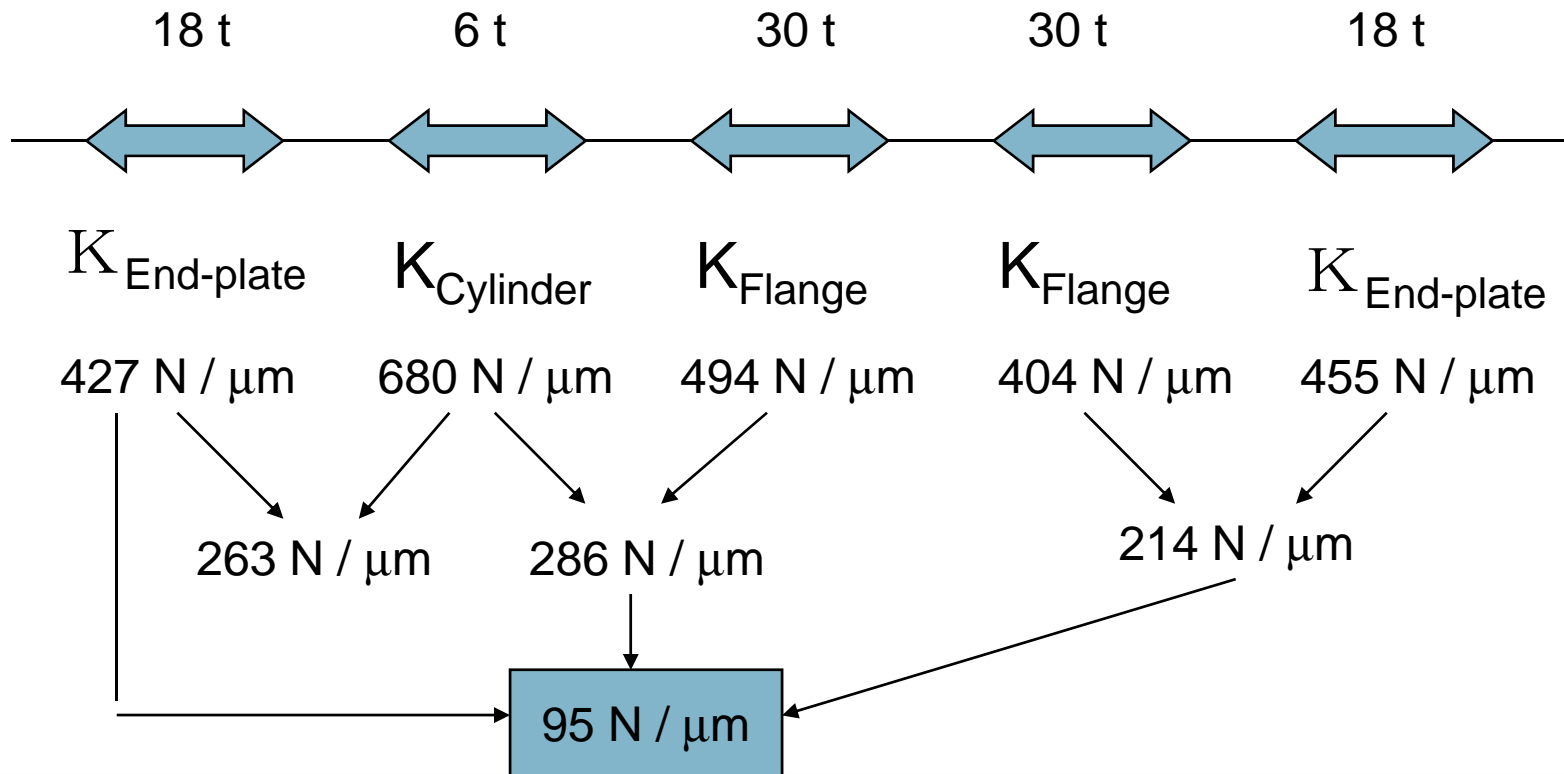 18 t 6 t 30 t 30 t 18 t
K End-plate K Cylinder K Flange K Flange K End-plate
427 N / μm 680 N / μm 494 N / μm 404 N / μm 455 N / μm
263 N / μm 286 N / μm 214 N / μm
95 N / μm